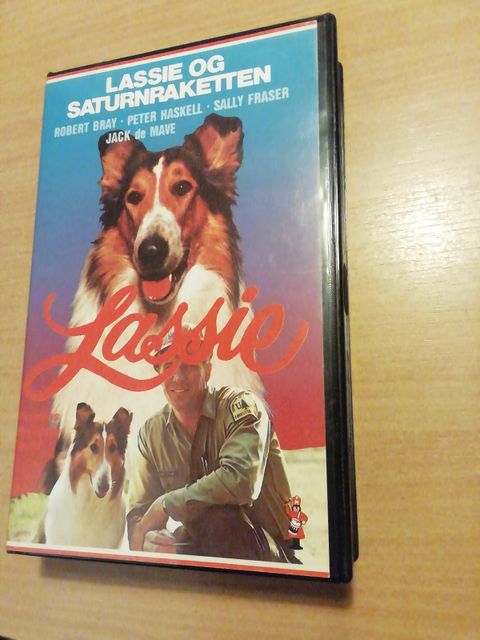 LASSIE OG
SATURNRAKETTEN
ROBERT BRAY · PETER HASKELL · SALLY FRASER
JACK de MAVE
Lassie